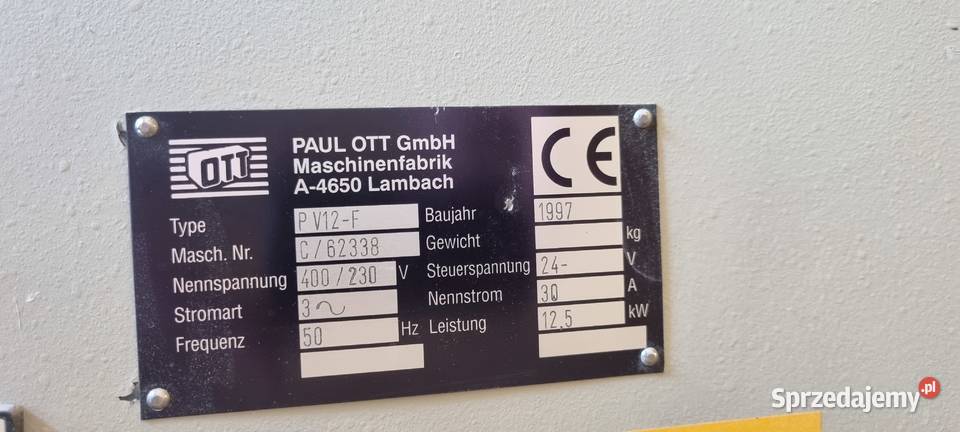 OTT
PAUL OTT GmbH
Maschinenfabrik
A-4650 Lambach
CE
Type PV12-F
Masch. Nr. C/62338
Nennspannung 400/230 V
Stromart 3~
Frequenz 50 Hz
Baujahr 1997
Gewicht kg
Steuerspannung 24- V
Nennstrom 30 A
Leistung 12,5 kW
Sprzedajemy.pl